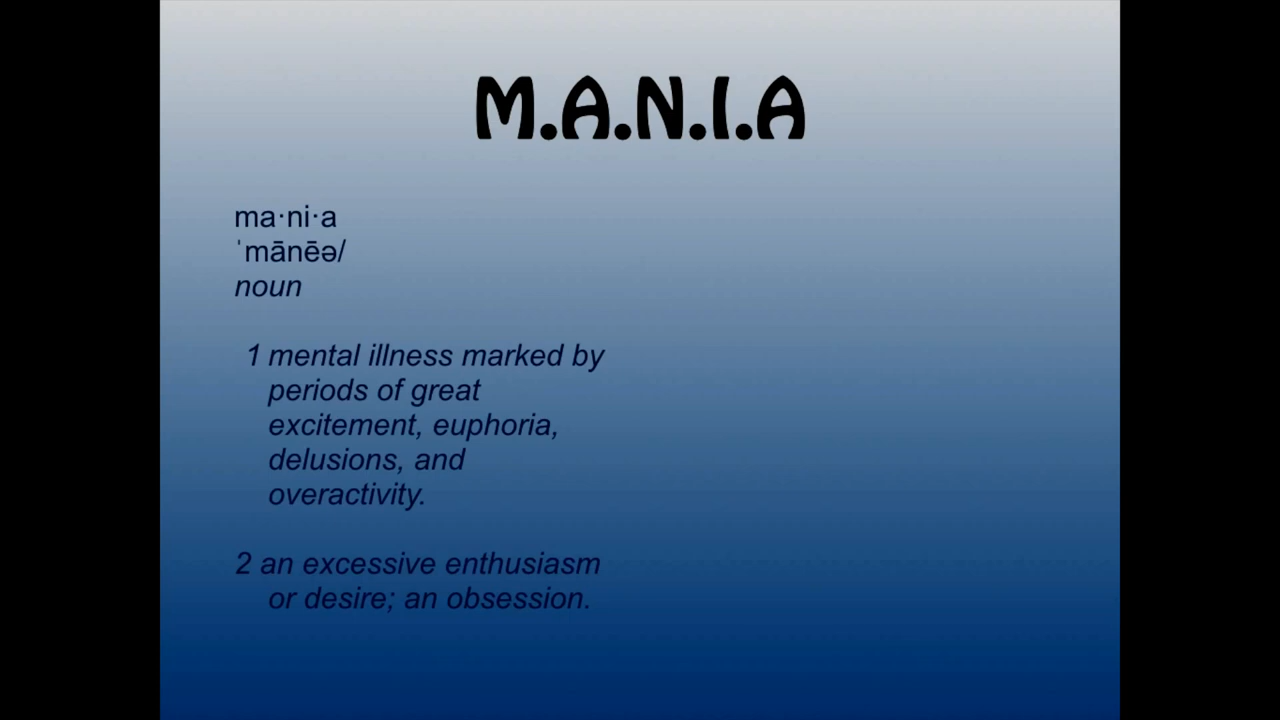 M.A.N.I.A
ma·ni·a
ˈmānēə/
noun
1 mental illness marked by
periods of great
excitement, euphoria,
delusions, and
overactivity.
2 an excessive enthusiasm
or desire; an obsession.